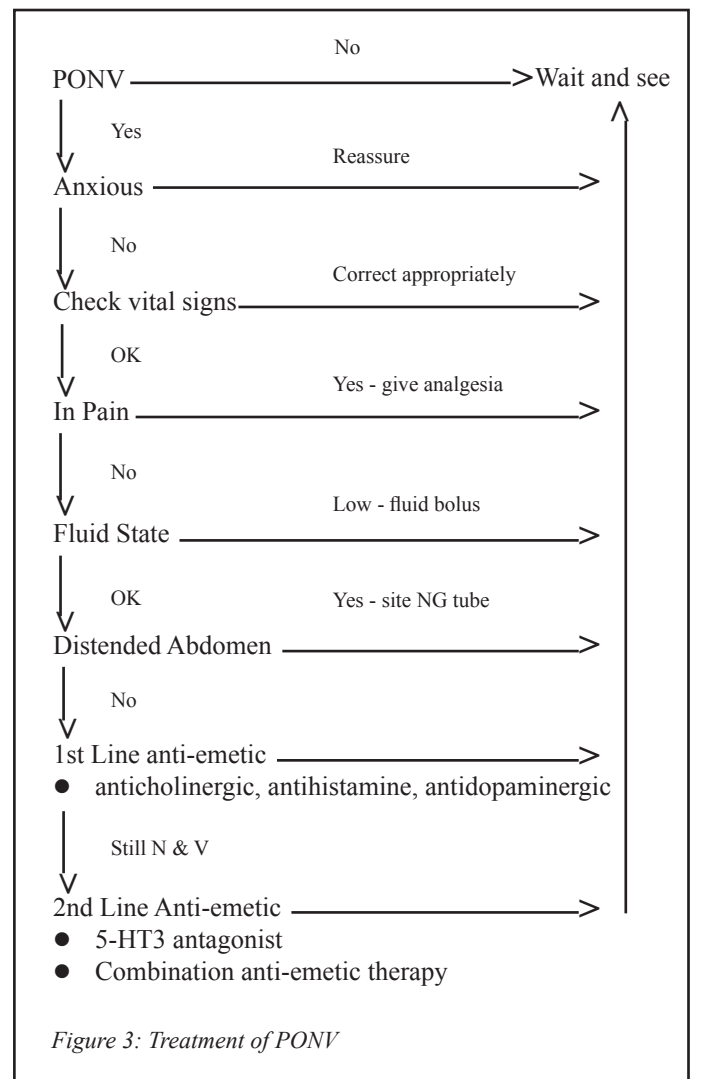 No
PONV
Wait and see
Yes
Reassure
Anxious
No
Correct appropriately
Check vital signs
OK
Yes - give analgesia
In Pain
No
Low - fluid bolus
Fluid State
OK
Yes - site NG tube
Distended Abdomen
No
1st Line anti-emetic
● anticholinergic, antihistamine, antidopaminergic
Still N & V
2nd Line Anti-emetic
● 5-HT3 antagonist
● Combination anti-emetic therapy
Figure 3: Treatment of PONV